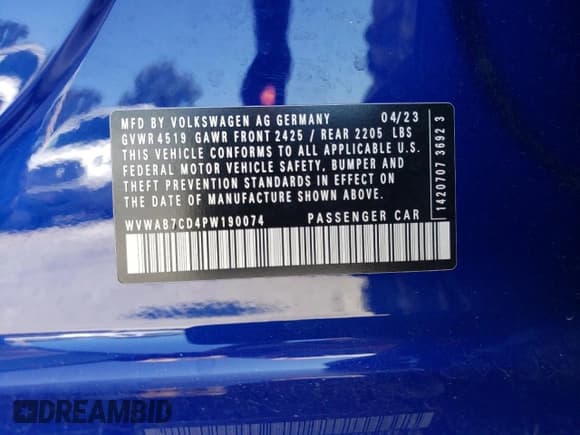 MFD BY VOLKSWAGEN AG GERMANY 04/23
GVWR 4519 GAWR FRONT 2425 / REAR 2205 LBS
THIS VEHICLE CONFORMS TO ALL APPLICABLE U.S.
FEDERAL MOTOR VEHICLE SAFETY, BUMPER AND
THEFT PREVENTION STANDARDS IN EFFECT ON
THE DATE OF MANUFACTURE SHOWN ABOVE.
WVWAB7CD4PW190074 PASSENGER CAR
1420707 3692 3
DREAMBID